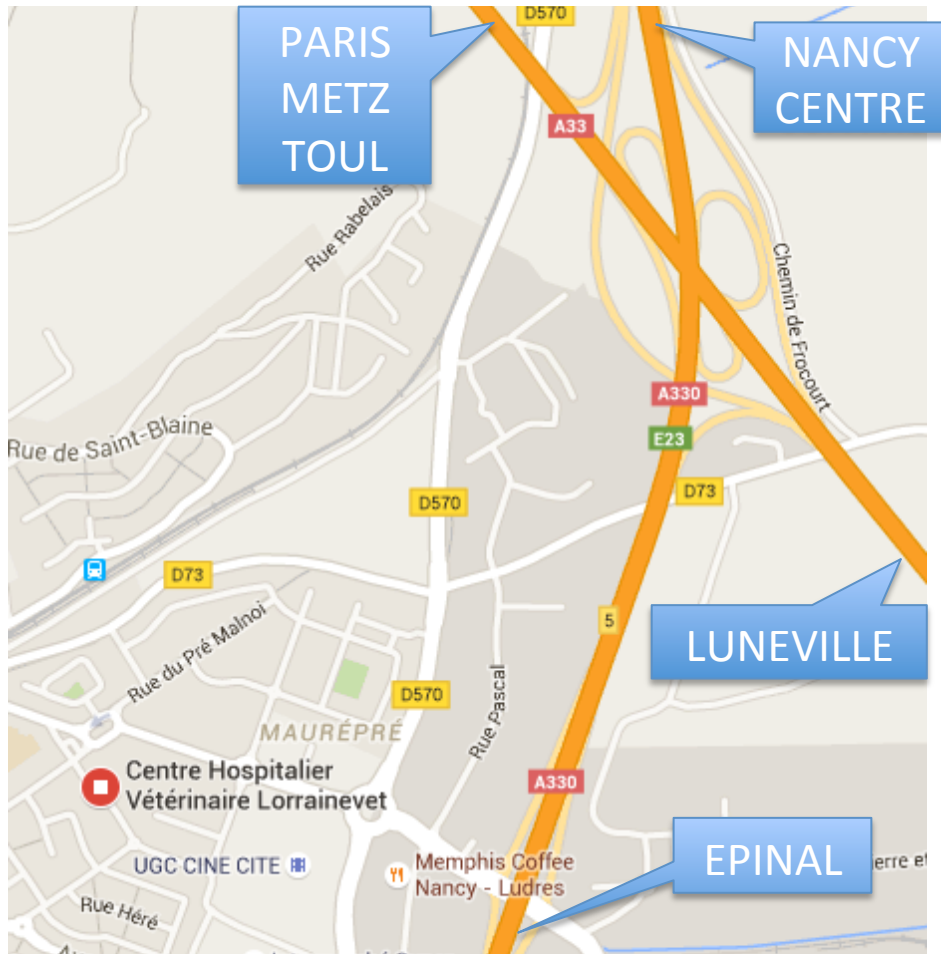 D570
PARIS
METZ
TOUL
NANCY
CENTRE
A33
Rue Rabelais
Chemin de Frocourt
A330
Rue de Saint-Blaine
E23
D570
D73
D73
5
Rue du Pré Malnoi
LUNEVILLE
D570
Rue Pascal
MAURÉPRÉ
Centre Hospitalier
Vétérinaire Lorrainevet
A330
UGC CINE CITE
Memphis Coffee
Nancy - Ludres
EPINAL
Rue Héré